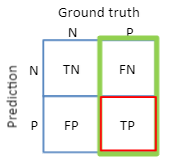 Ground truth
N P
Prediction
N TN FN
P FP TP